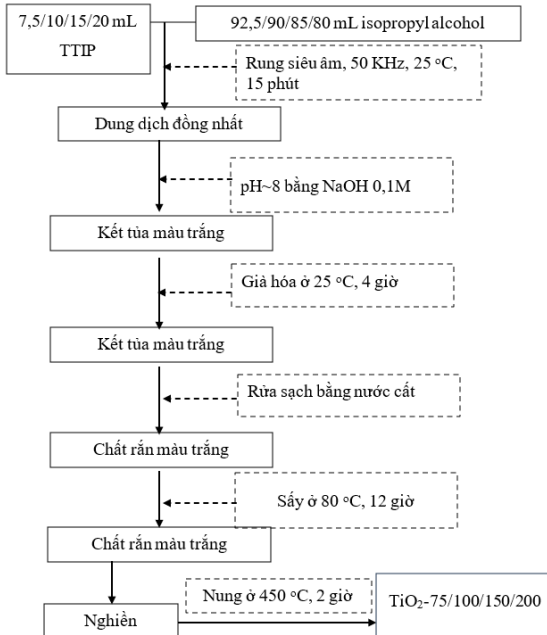 7,5/10/15/20 mL
TTIP
92,5/90/85/80 mL isopropyl alcohol
Rung siêu âm, 50 KHz, 25 °C,
15 phút
Dung dịch đồng nhất
pH~8 bằng NaOH 0,1M
Kết tủa màu trắng
Già hóa ở 25 °C, 4 giờ
Kết tủa màu trắng
Rửa sạch bằng nước cất
Chất rắn màu trắng
Sấy ở 80 °C, 12 giờ
Chất rắn màu trắng
Nung ở 450 °C, 2 giờ
Nghiền
TiO₂-75/100/150/200